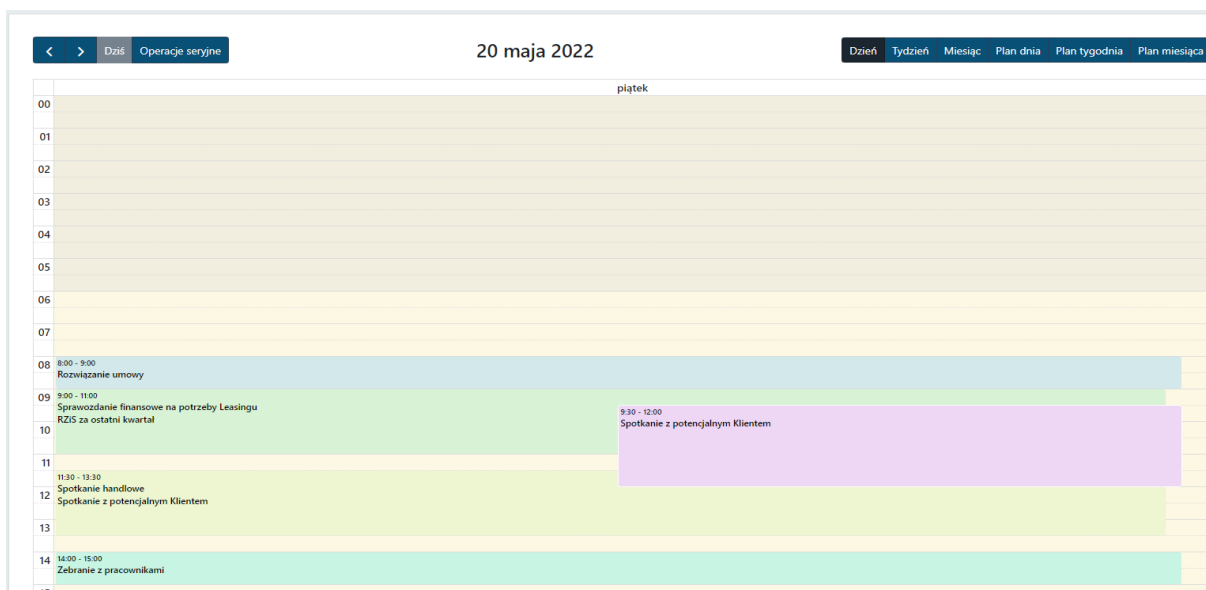 Dziś Operacje seryjne
20 maja 2022
Dzień Tydzień Miesiąc Plan dnia Plan tygodnia Plan miesiąca
piątek
00
01
02
03
04
05
06
07
08
8:00 - 9:00
Rozwiązanie umowy
09
9:00 - 11:00
Sprawozdanie finansowe na potrzeby Leasingu
RZiS za ostatni kwartał
9:30 - 12:00
Spotkanie z potencjalnym Klientem
10
11
11:30 - 13:30
Spotkanie handlowe
12
Spotkanie z potencjalnym Klientem
13
14
14:00 - 15:00
Zebranie z pracownikami